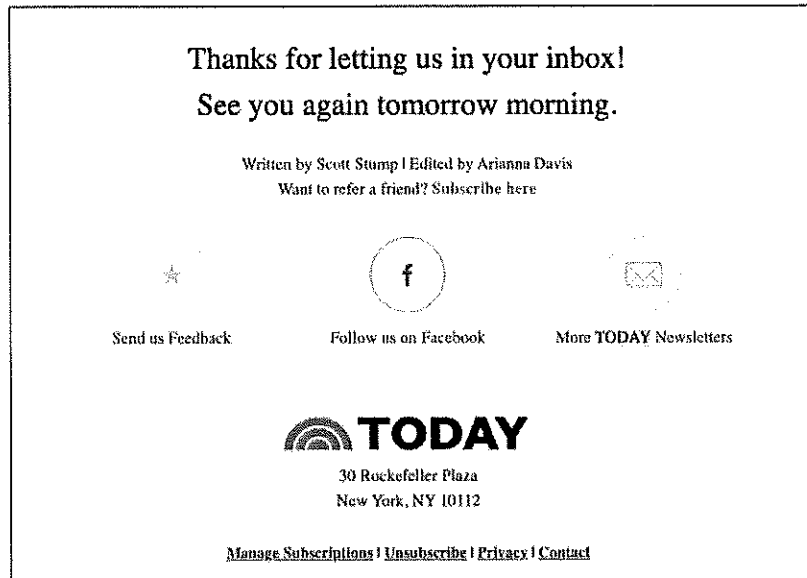 Thanks for letting us in your inbox!
See you again tomorrow morning.
Written by Scott Stump | Edited by Arianna Davis
Want to refer a friend? Subscribe here
f
Send us Feedback
Follow us on Facebook
More TODAY Newsletters
TODAY
30 Rockefeller Plaza
New York, NY 10112
Manage Subscriptions | Unsubscribe | Privacy | Contact